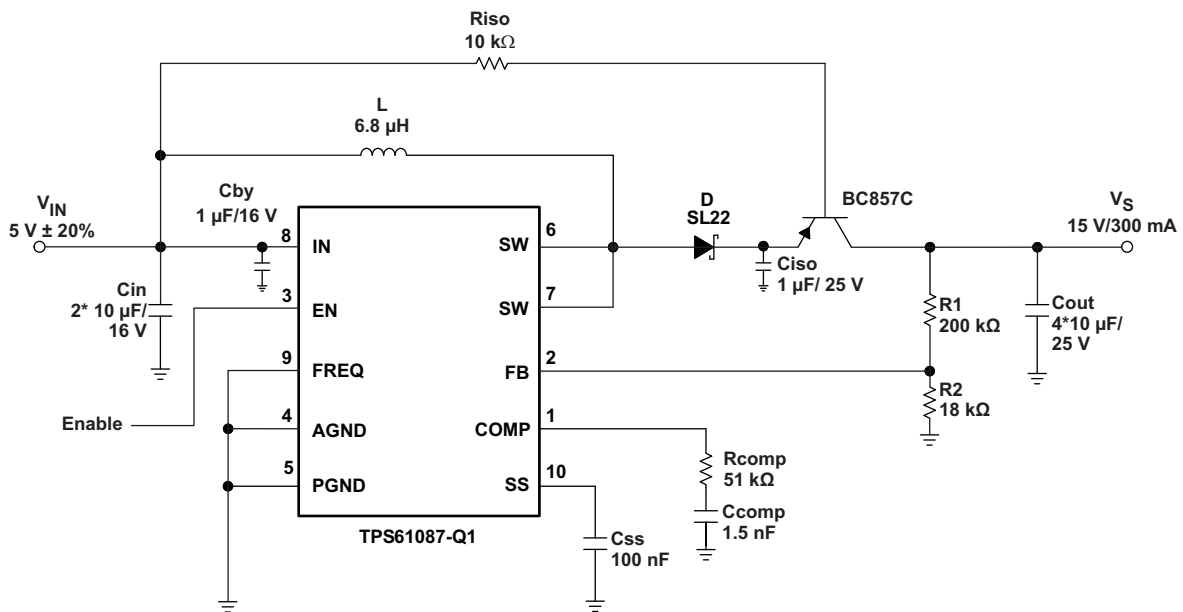 Riso
10 kΩ
L
6.8 µH
Cby
1 µF/16 V
VIN
5 V ± 20%
D
SL22
BC857C
VS
15 V/300 mA
8
IN
6
SW
Cin
2* 10 µF/
16 V
3
EN
7
SW
Ciso
1 µF/ 25 V
R1
200 kΩ
Cout
4*10 µF/
25 V
9
FREQ
2
FB
R2
18 kΩ
Enable
4
AGND
1
COMP
Rcomp
51 kΩ
5
PGND
10
SS
Ccomp
1.5 nF
TPS61087-Q1
Css
100 nF